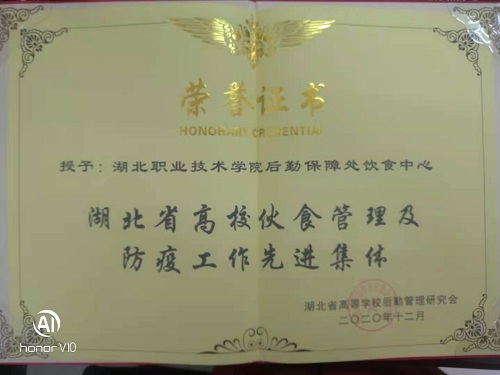 荣誉证书
HONORARY CREDENTIAL
授予：湖北职业技术学院后勤保障处饮食中心
湖北省高校伙食管理及
防疫工作先进集体
湖北省高等学校后勤管理研究会
二〇二〇年十二月
AI
honor V10